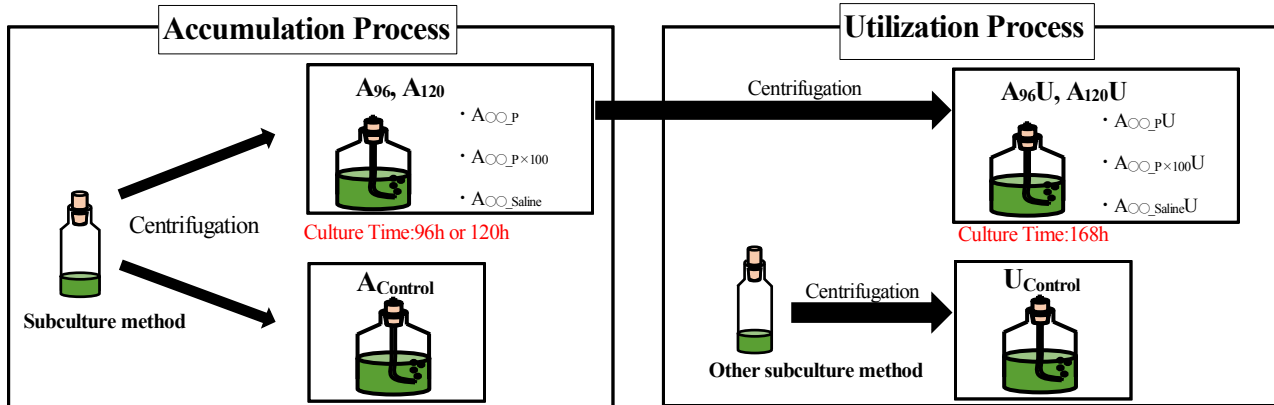 Accumulation Process
A96, A120
・A○○_P
・A○○_P×100
・A○○_Saline
Centrifugation
Culture Time:96h or 120h
AControl
Subculture method
Utilization Process
Centrifugation
A96U, A120U
・A○○_PU
・A○○_P×100U
・A○○_SalineU
Culture Time:168h
Centrifugation
UControl
Other subculture method